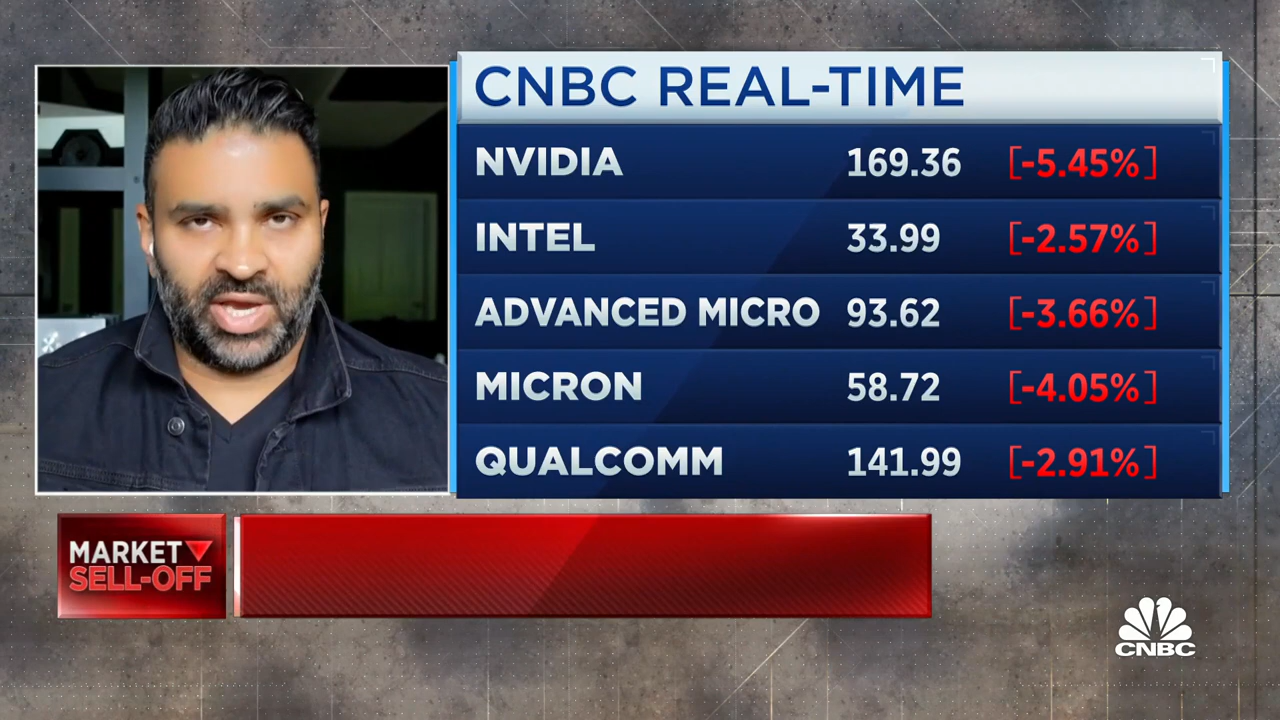 CNBC REAL-TIME
NVIDIA 169.36 [-5.45%]
INTEL 33.99 [-2.57%]
ADVANCED MICRO 93.62 [-3.66%]
MICRON 58.72 [-4.05%]
QUALCOMM 141.99 [-2.91%]
MARKET
SELL-OFF
CNBC